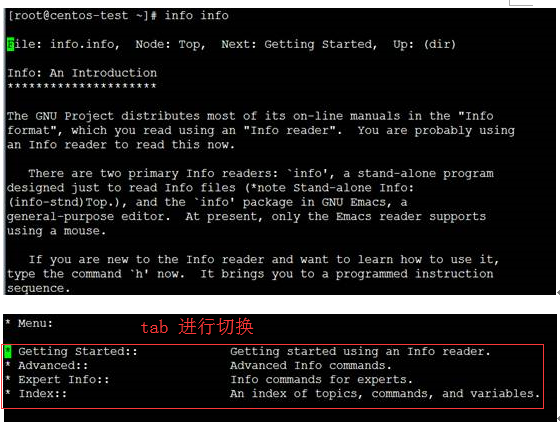 [root@centos-test ~]# info info
File: info.info,  Node: Top,  Next: Getting Started,  Up: (dir)
Info: An Introduction
*********************
The GNU Project distributes most of its on-line manuals in the "Info
format", which you read using an "Info reader".  You are probably using
an Info reader to read this now.
There are two primary Info readers: `info', a stand-alone program
designed just to read Info files (*note Stand-alone Info:
(info-stnd)Top.), and the `info' package in GNU Emacs, a
general-purpose editor.  At present, only the Emacs reader supports
using a mouse.
If you are new to the Info reader and want to learn how to use it,
type the command `h' now.  It brings you to a programmed instruction
sequence.
* Menu:
tab 进行切换
* Getting Started::             Getting started using an Info reader.
* Advanced::                    Advanced Info commands.
* Expert Info::                 Info commands for experts.
* Index::                       An index of topics, commands, and variables.